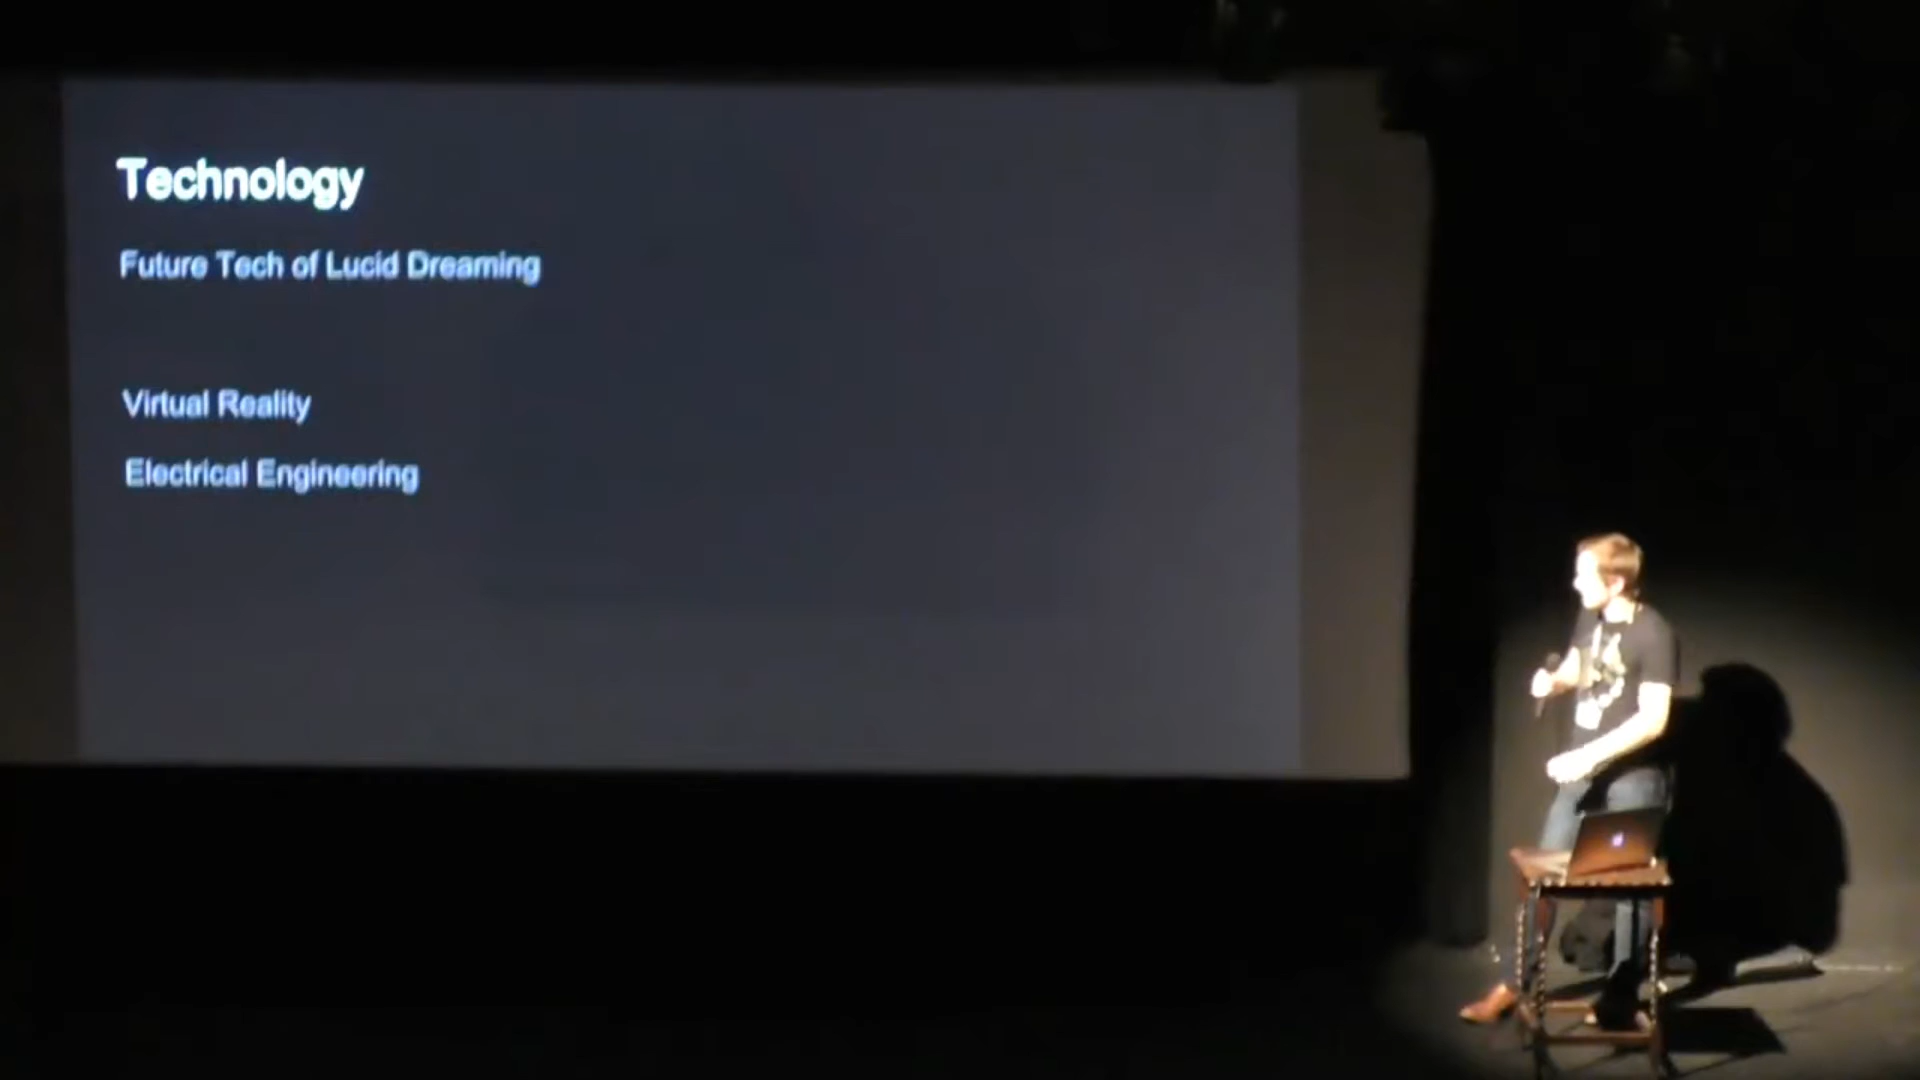 Technology
Future Tech of Lucid Dreaming
Virtual Reality
Electrical Engineering